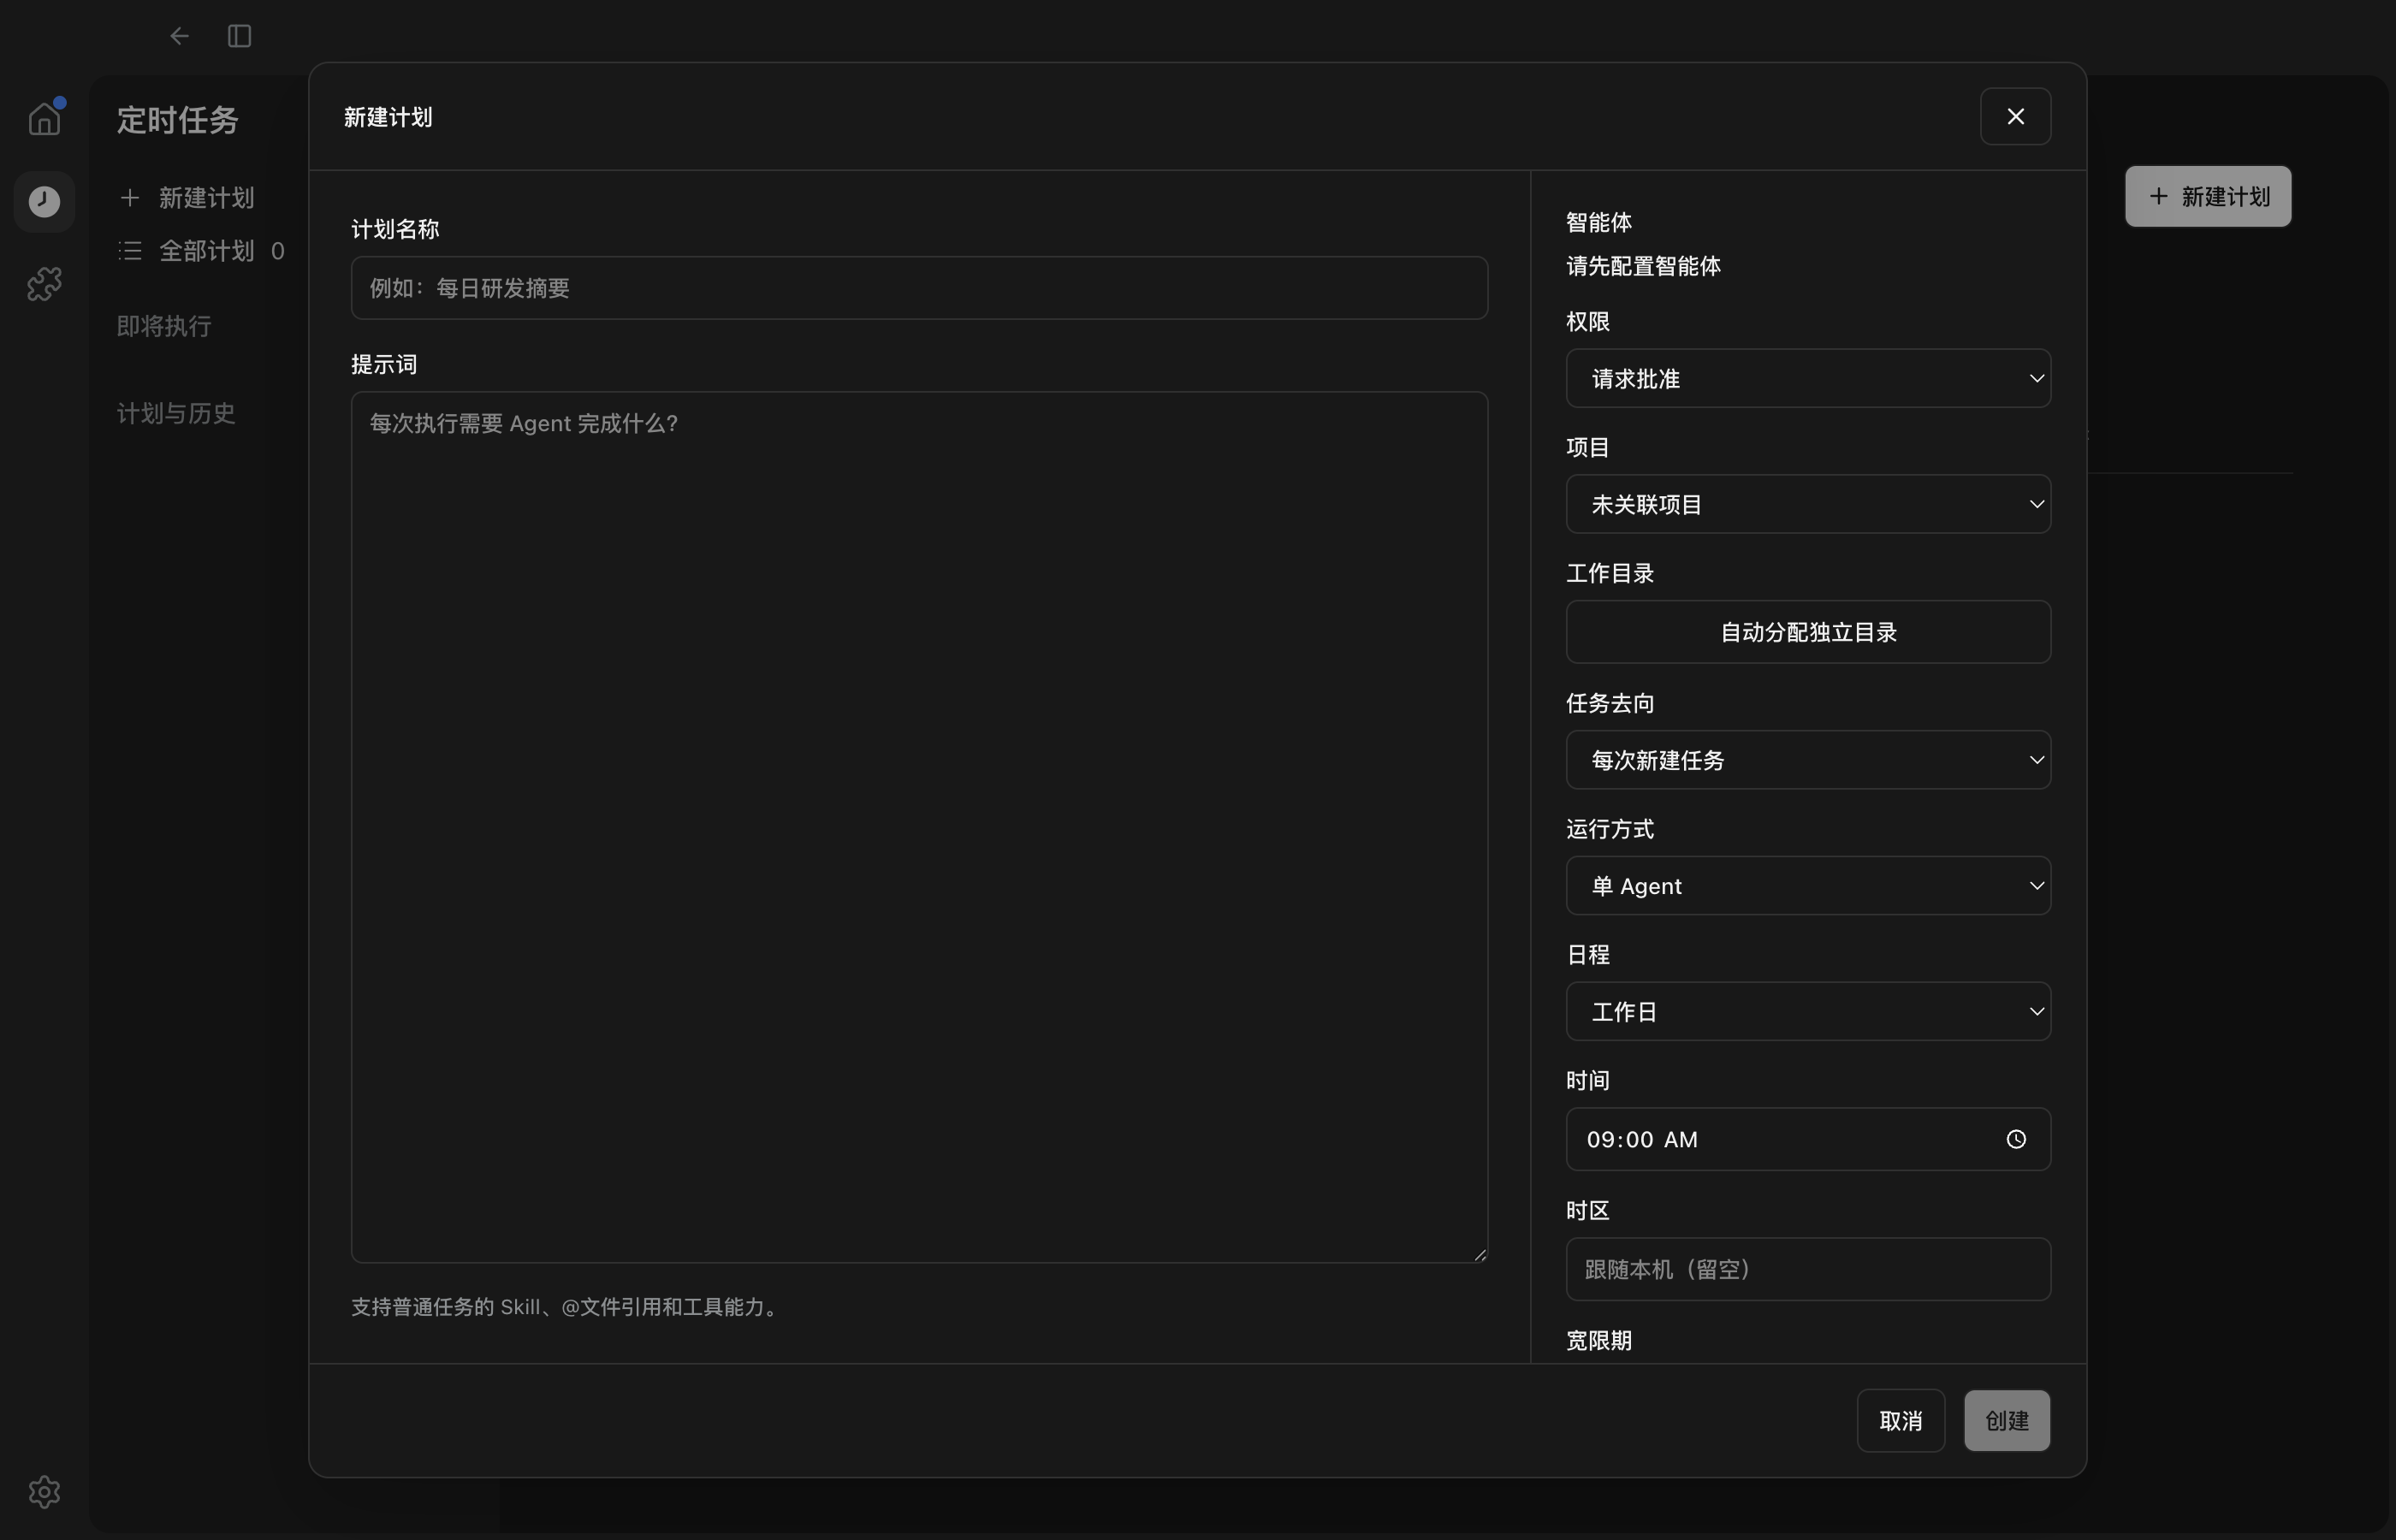 定时任务
新建计划
全部计划 0
即将执行
计划与历史
新建计划
新建计划
计划名称
例如：每日研发摘要
提示词
每次执行需要 Agent 完成什么？
支持普通任务的 Skill、@文件引用和工具能力。
智能体
请先配置智能体
权限
请求批准
项目
未关联项目
工作目录
自动分配独立目录
任务去向
每次新建任务
运行方式
单 Agent
日程
工作日
时间
09:00 AM
时区
跟随本机（留空）
宽限期
取消
创建